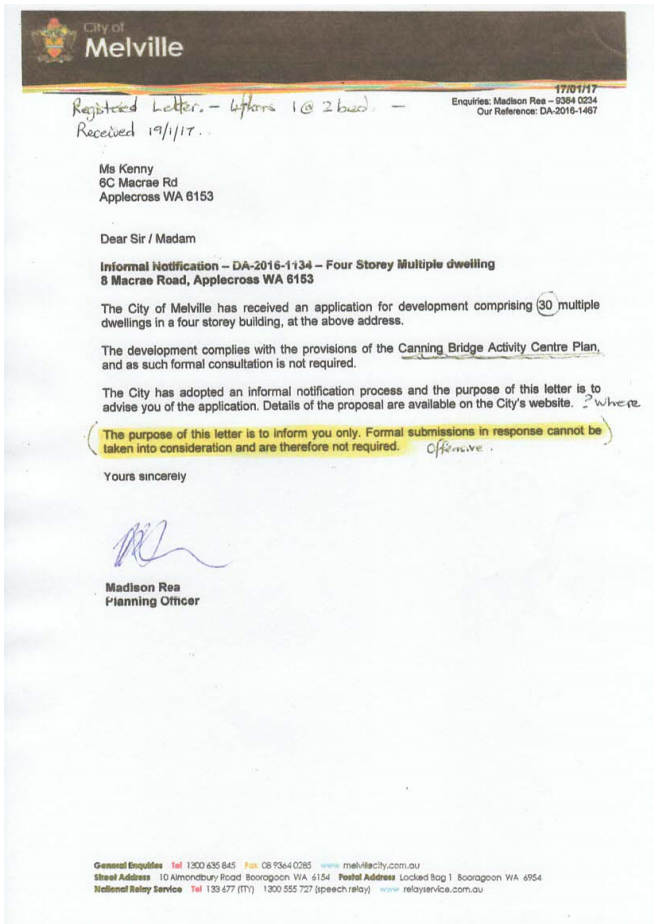 City of
Melville
17/01/17
Enquiries: Madison Rea – 9364 0234
Our Reference: DA-2016-1467
Registered Letter. – 1 @ 2 bed. –
Received 19/1/17.
Ms Kenny
6C Macrae Rd
Applecross WA 6153
Dear Sir / Madam
Informal Notification – DA-2016-1134 – Four Storey Multiple dwelling
8 Macrae Road, Applecross WA 6153
The City of Melville has received an application for development comprising 30 multiple
dwellings in a four storey building, at the above address.
The development complies with the provisions of the Canning Bridge Activity Centre Plan,
and as such formal consultation is not required.
The City has adopted an informal notification process and the purpose of this letter is to
advise you of the application. Details of the proposal are available on the City's website. ? Where
The purpose of this letter is to inform you only. Formal submissions in response cannot be
taken into consideration and are therefore not required. Offensive.
Yours sincerely
Madison Rea
Planning Officer
General Enquiries Tel 1300 635 845 Fax 08 9364 0285 www melvillecity.com.au
Street Address 10 Almondbury Road Booragoon WA 6154 Postal Address Locked Bag 1 Booragoon WA 6954
National Relay Service Tel 133 677 (TTY) 1300 555 727 (speech relay) www relayservice.com.au